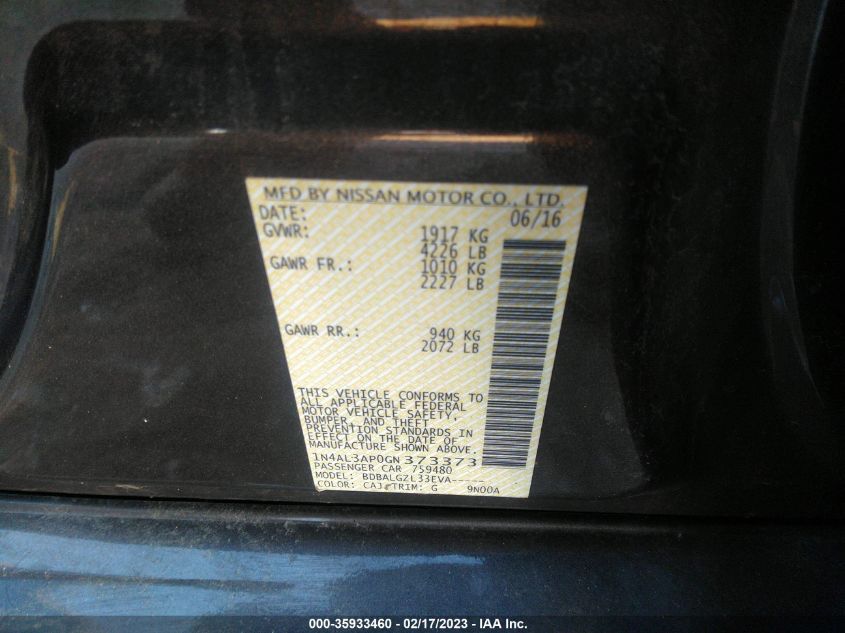 MFD BY NISSAN MOTOR CO., LTD.
DATE: 06/16
GVWR: 1917 KG
4226 LB
GAWR FR.: 1010 KG
2227 LB
GAWR RR.: 940 KG
2072 LB
THIS VEHICLE CONFORMS TO
ALL APPLICABLE FEDERAL
MOTOR VEHICLE SAFETY,
BUMPER, AND THEFT
PREVENTION STANDARDS IN
EFFECT ON THE DATE OF
MANUFACTURE SHOWN ABOVE.
1N4AL3AP0GN373373
PASSENGER CAR 759480
MODEL: BDBALGZL33EVA-----
COLOR: CAJ TRIM: G 9N00A
000-35933460 - 02/17/2023 - IAA Inc.